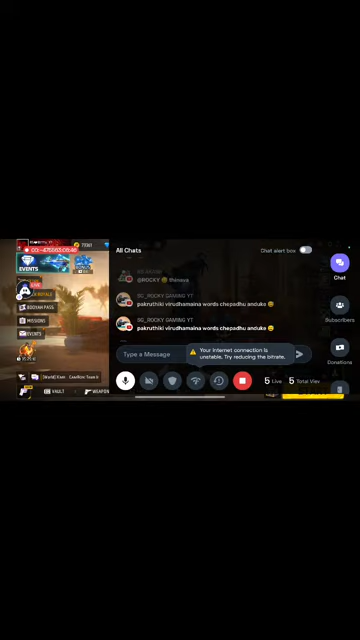 All Chats
Chat alert box
@ROCKY 😂 thanava
SG_ROCKY GAMING YT
pakruthiki virudhamaina words chepadhu anduke 😅
SG_ROCKY GAMING YT
pakruthiki virudhamaina words chepadhu anduke 😅
Type a Message
Your internet connection is
unstable. Try reducing the bitrate.
5 Live
5 Total View
Chat
Subscribers
Donations
LIVE
EVENTS
BOOYAH PASS
MISSIONS
EVENTS
VAULT
WEAPON